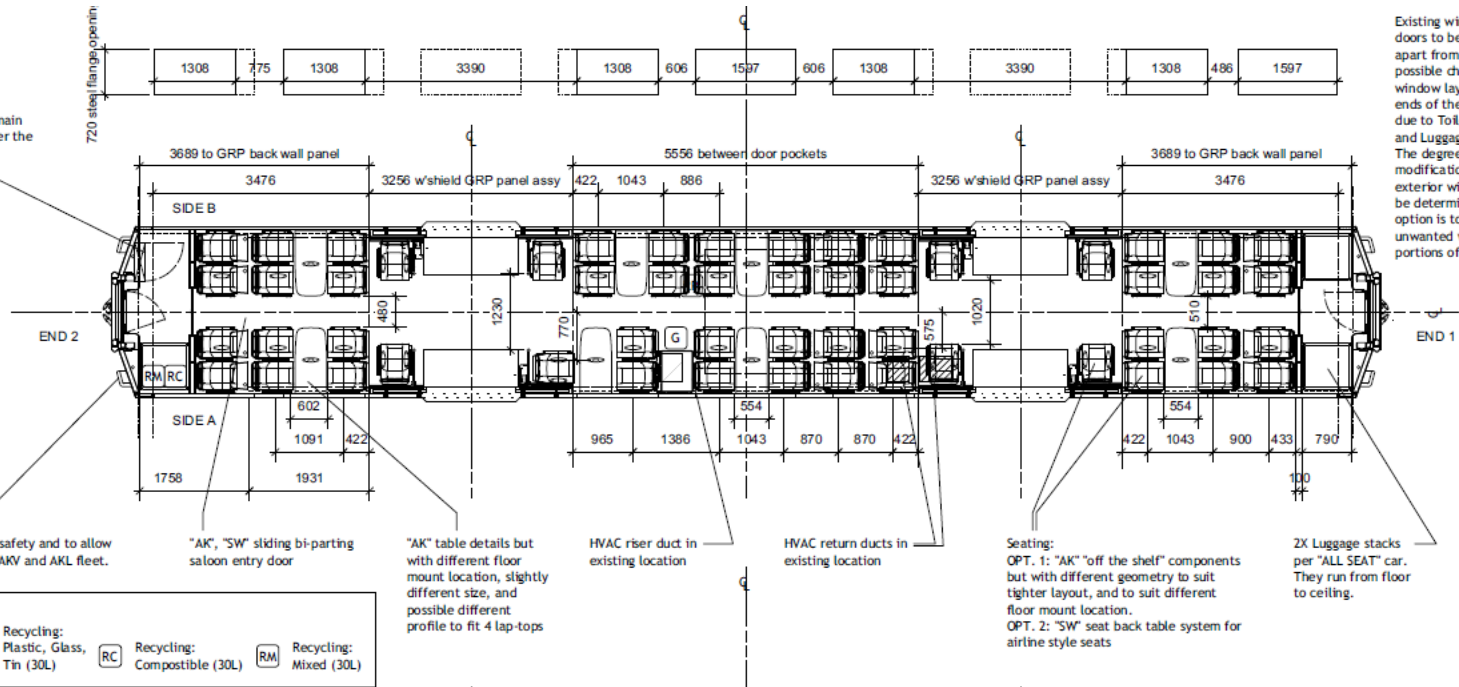 720 steel flange opening
1308
775
1308
3390
1308
606
1597
606
1308
3390
1308
486
1597
Existing
doors to be
apart from
possible
window
ends of the
due to
and
The degree
exterior
be
option is to
unwanted
portions of
the
3689 to GRP back wall panel
5556 between door pockets
3689 to GRP back wall panel
3476
3256 w'shield GRP panel assy
422
1043
886
3256 w'shield GRP panel assy
3476
SIDE B
END 2
480
1230
770
G
575
1020
510
END 1
RM
RC
SIDE A
602
554
554
1091
422
965
1386
1043
870
870
422
422
1043
900
433
790
1758
1931
100
safety and to allow
AKV and AKL fleet.
"AK", "SW" sliding bi-parting
saloon entry door
"AK" table details but
with different floor
mount location, slightly
different size, and
possible different
profile to fit 4 lap-tops
HVAC riser duct in
existing location
HVAC return ducts in
existing location
Seating:
OPT. 1: "AK" "off the shelf" components
but with different geometry to suit
tighter layout, and to suit different
floor mount location.
OPT. 2: "SW" seat back table system for
airline style seats
2X Luggage stacks
per "ALL SEAT" car.
They run from floor
to ceiling.
Recycling:
Plastic, Glass,
Tin (30L)
RC
Recycling:
Compostible (30L)
RM
Recycling:
Mixed (30L)